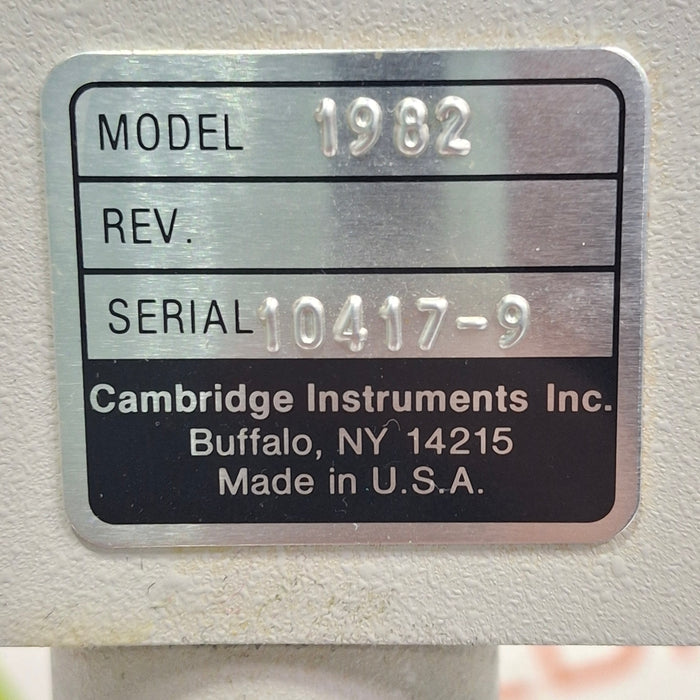 MODEL 1982
REV.
SERIAL 10417-9
Cambridge Instruments Inc.
Buffalo, NY 14215
Made in U.S.A.